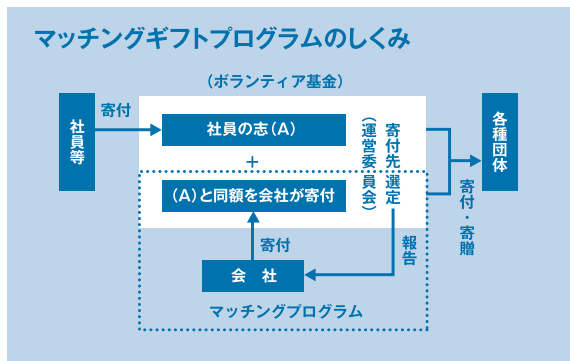 マッチングギフトプログラムのしくみ
（ボランティア基金）
社員等
寄付
社員の志（A）
+
（A）と同額を会社が寄付
寄付先選定
（運営委員会）
各種団体
寄付・寄贈
寄付
報告
会　社
マッチングプログラム